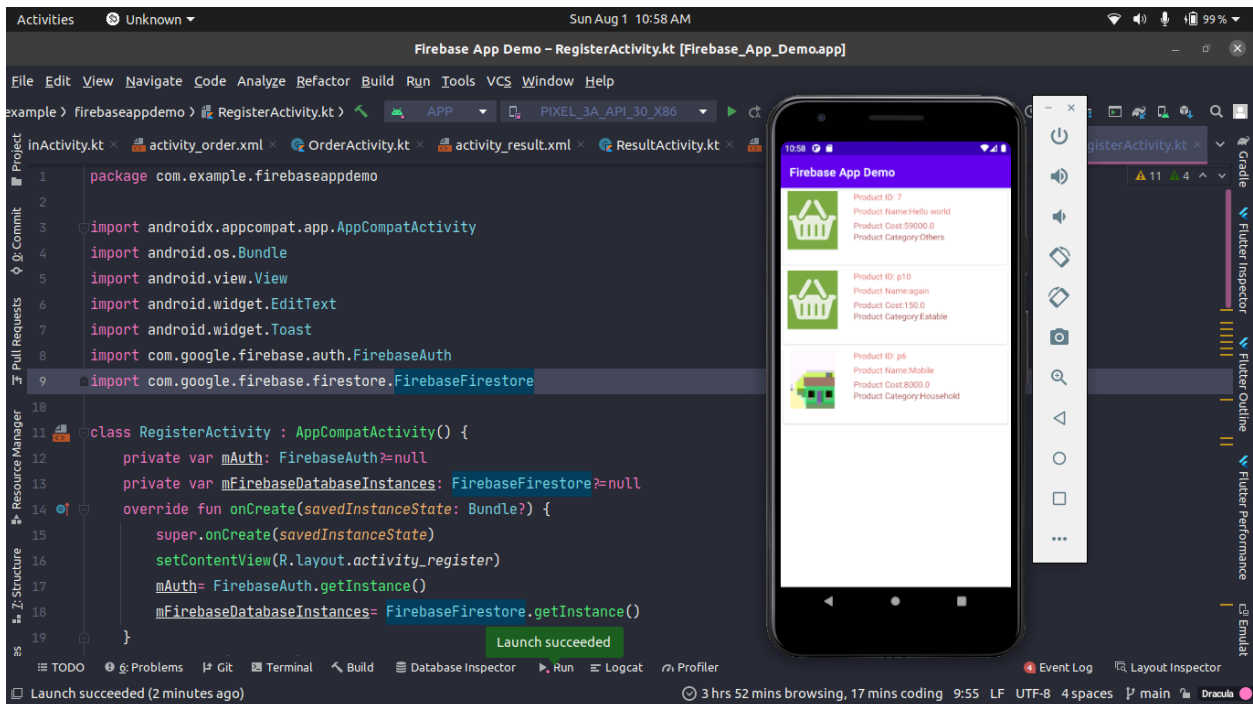 Activities Unknown Sun Aug 1 10:58 AM 99 %
Firebase App Demo – RegisterActivity.kt [Firebase_App_Demo.app]
File Edit View Navigate Code Analyze Refactor Build Run Tools VCS Window Help
example firebaseappdemo RegisterActivity.kt APP PIXEL_3A_API_30_X86
inActivity.kt activity_order.xml OrderActivity.kt activity_result.xml ResultActivity.kt gisterActivity.kt
11 4
1 package com.example.firebaseappdemo
2
3 import androidx.appcompat.app.AppCompatActivity
4 import android.os.Bundle
5 import android.view.View
6 import android.widget.EditText
7 import android.widget.Toast
8 import com.google.firebase.auth.FirebaseAuth
9 import com.google.firebase.firestore.FirebaseFirestore
10
11 class RegisterActivity : AppCompatActivity() {
12 private var mAuth: FirebaseAuth?=null
13 private var mFirebaseDatabaseInstances: FirebaseFirestore?=null
14 override fun onCreate(savedInstanceState: Bundle?) {
15 super.onCreate(savedInstanceState)
16 setContentView(R.layout.activity_register)
17 mAuth= FirebaseAuth.getInstance()
18 mFirebaseDatabaseInstances= FirebaseFirestore.getInstance()
19 }
Project
0: Commit
Pull Requests
Resource Manager
7: Structure
10:58
Firebase App Demo
Product ID: 7
Product Name:Hello world
Product Cost:59000.0
Product Category:Others
Product ID: p10
Product Name:again
Product Cost:150.0
Product Category:Eatable
Product ID: p6
Product Name:Mobile
Product Cost:8000.0
Product Category:Household
Gradle
Flutter Inspector
Flutter Outline
Flutter Performance
Emulat
Launch succeeded
TODO 6: Problems Git Terminal Build Database Inspector Run Logcat Profiler 4 Event Log Layout Inspector
Launch succeeded (2 minutes ago) 3 hrs 52 mins browsing, 17 mins coding 9:55 LF UTF-8 4 spaces main Dracula